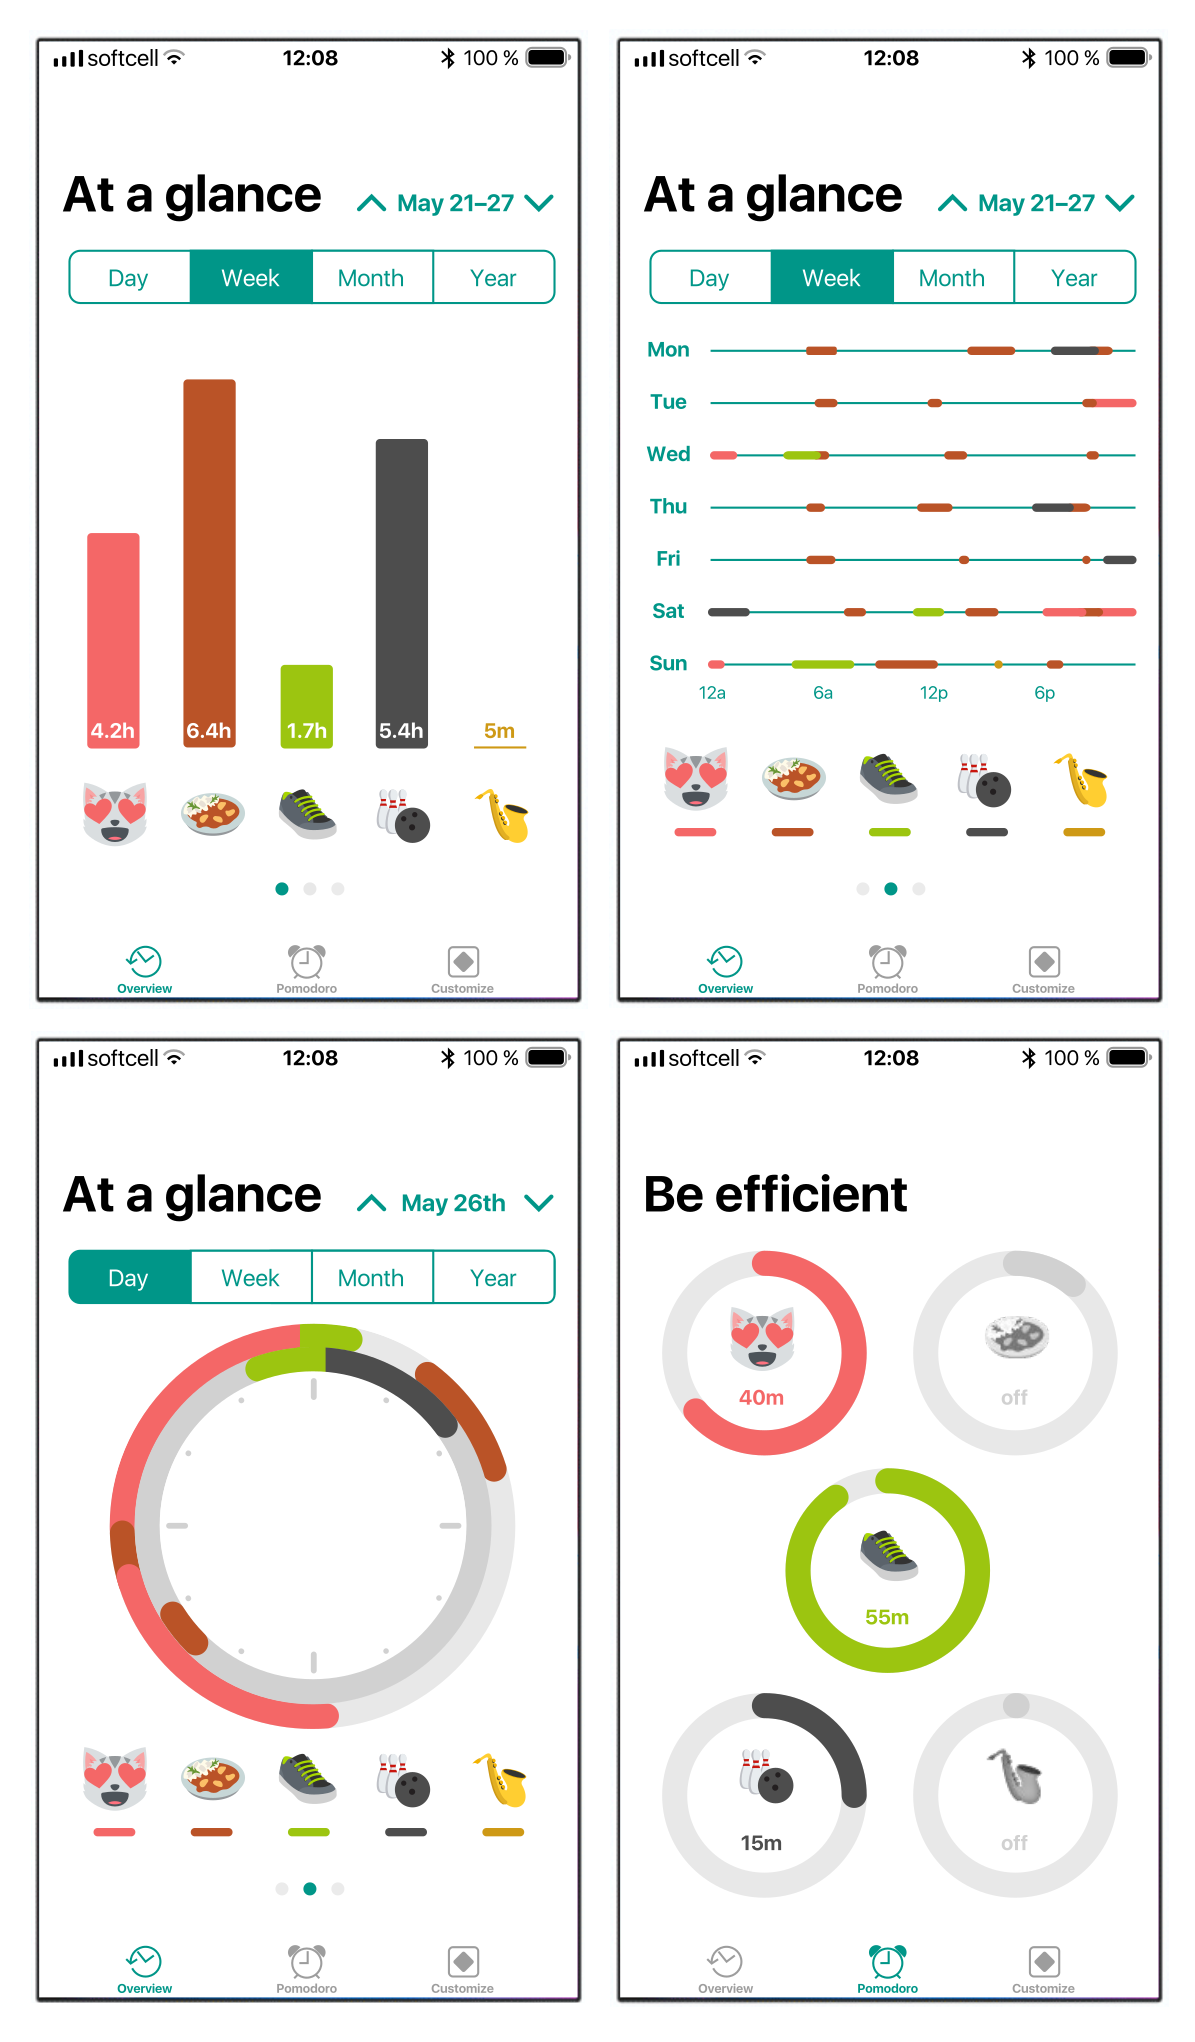 softcell 12:08 100 %
At a glance May 21–27
Day Week Month Year
4.2h 6.4h 1.7h 5.4h 5m
Overview Pomodoro Customize
softcell 12:08 100 %
At a glance May 21–27
Day Week Month Year
Mon
Tue
Wed
Thu
Fri
Sat
Sun
12a 6a 12p 6p
Overview Pomodoro Customize
softcell 12:08 100 %
At a glance May 26th
Day Week Month Year
Overview Pomodoro Customize
softcell 12:08 100 %
Be efficient
40m off
55m
15m off
Overview Pomodoro Customize